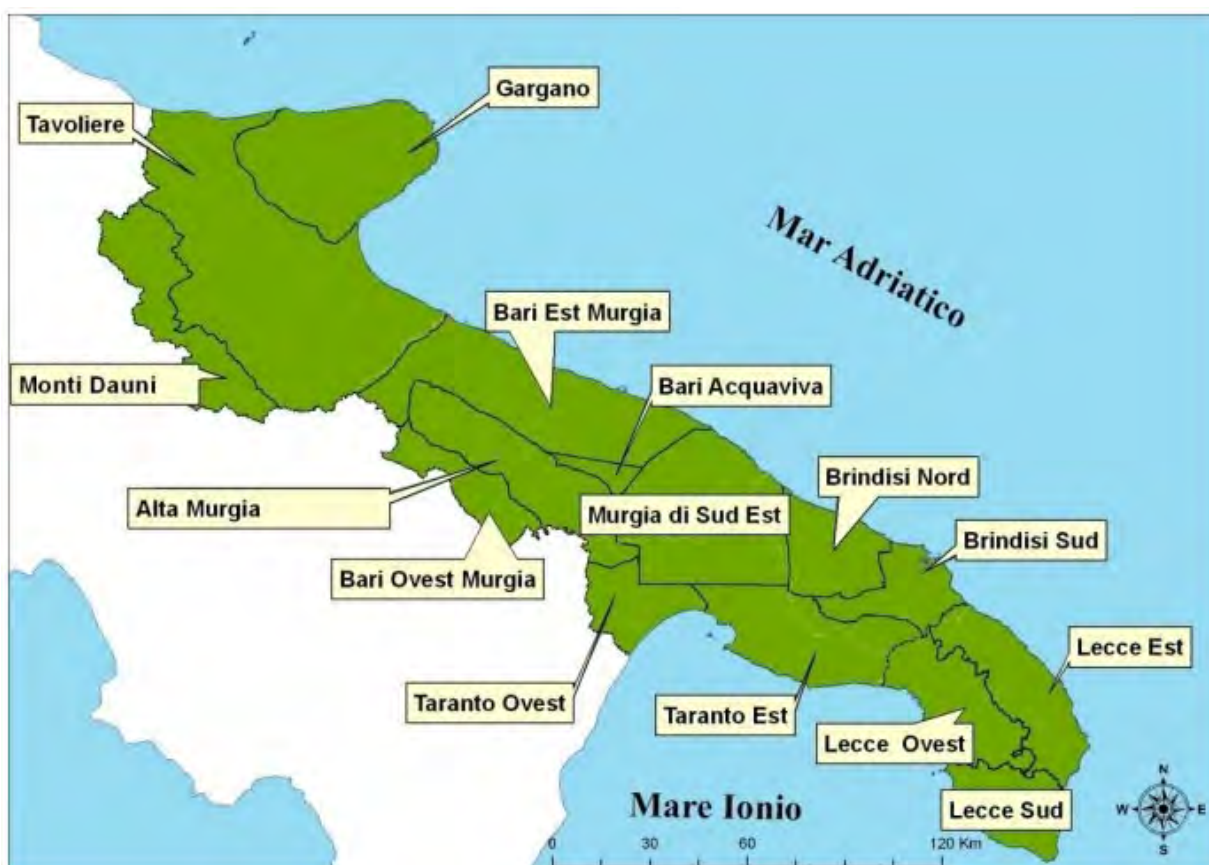 Gargano
Tavoliere
Mar Adriatico
Bari Est Murgia
Monti Dauni
Bari Acquaviva
Brindisi Nord
Alta Murgia
Murgia di Sud Est
Brindisi Sud
Bari Ovest Murgia
Lecce Est
Taranto Ovest
Taranto Est
Lecce Ovest
Mare Ionio
Lecce Sud
N
W
E
S
0 30 60 120 Km